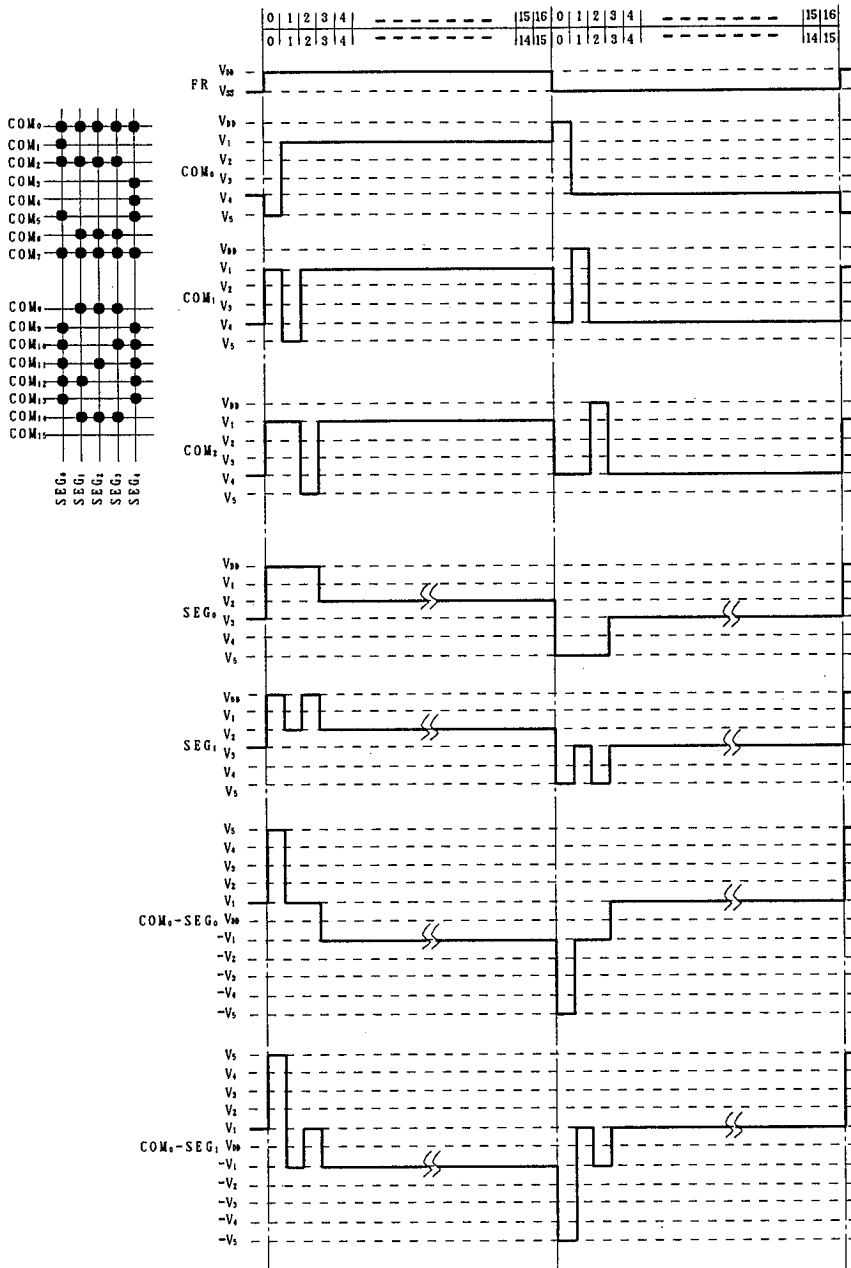 0 1 2 3 4 15 16 0 1 2 3 4 15 16
0 1 2 3 4 14 15 0 1 2 3 4 14 15
FR
VDD
VSS
COM0
COM1
COM2
COM3
COM4
COM5
COM6
COM7
COM8
COM9
COM10
COM11
COM12
COM13
COM14
COM15
SEG0
SEG1
SEG2
SEG3
SEG4
COM0
VDD
V1
V2
V3
V4
V5
COM1
VDD
V1
V2
V3
V4
V5
COM2
VDD
V1
V2
V3
V4
V5
SEG0
VDD
V1
V2
V3
V4
V5
SEG1
VDD
V1
V2
V3
V4
V5
COM0-SEG0
V5
V4
V3
V2
V1
VDD
-V1
-V2
-V3
-V4
-V5
COM0-SEG1
V5
V4
V3
V2
V1
VDD
-V1
-V2
-V3
-V4
-V5